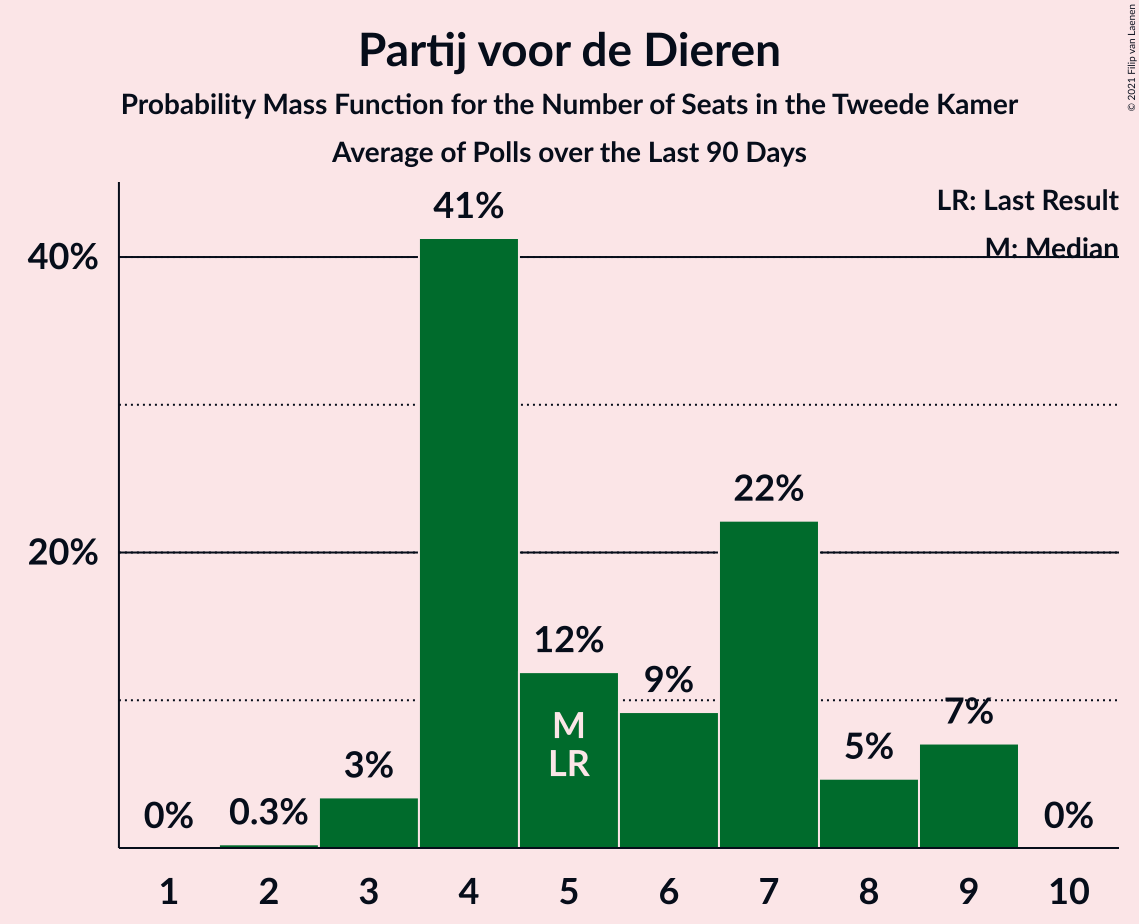 Partij voor de Dieren
Probability Mass Function for the Number of Seats in the Tweede Kamer
Average of Polls over the Last 90 Days
© 2021 Filip van Laenen
LR: Last Result
M: Median
40%
20%
0%
0.3%
3%
41%
12%
9%
22%
5%
7%
0%
M
LR
1 2 3 4 5 6 7 8 9 10